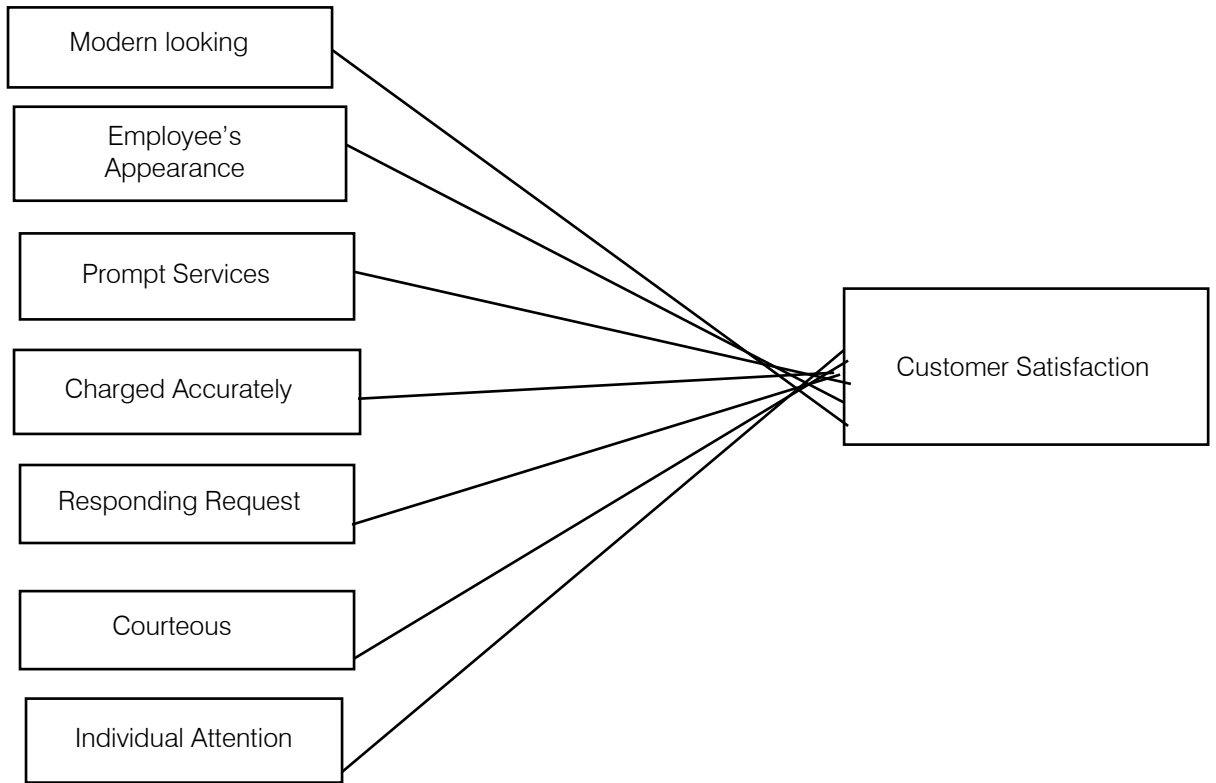 Modern looking
Employee’s
Appearance
Prompt Services
Charged Accurately
Responding Request
Courteous
Individual Attention
Customer Satisfaction